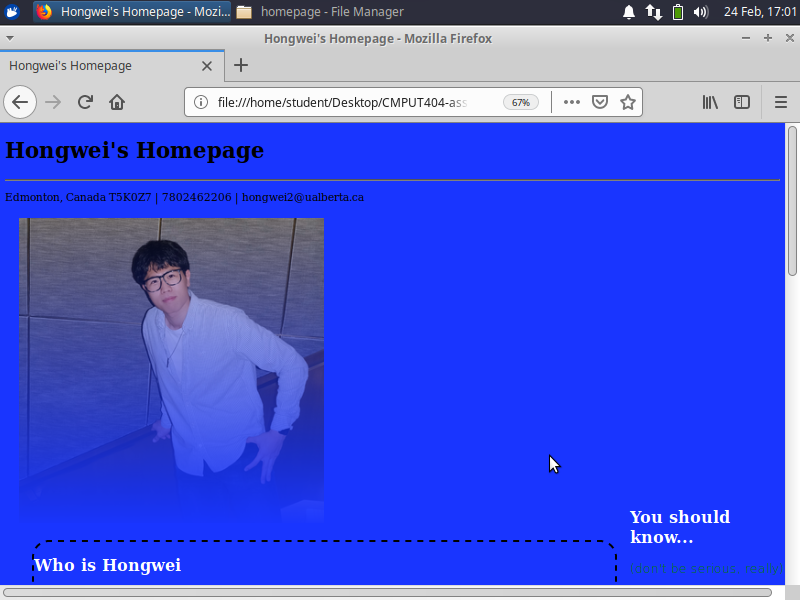 Hongwei's Homepage - Mozi...
homepage - File Manager
24 Feb, 17:01
Hongwei's Homepage - Mozilla Firefox
Hongwei's Homepage
file:///home/student/Desktop/CMPUT404-ass
67%
Hongwei's Homepage
Edmonton, Canada T5K0Z7 | 7802462206 | hongwei2@ualberta.ca
You should
know...
Who is Hongwei